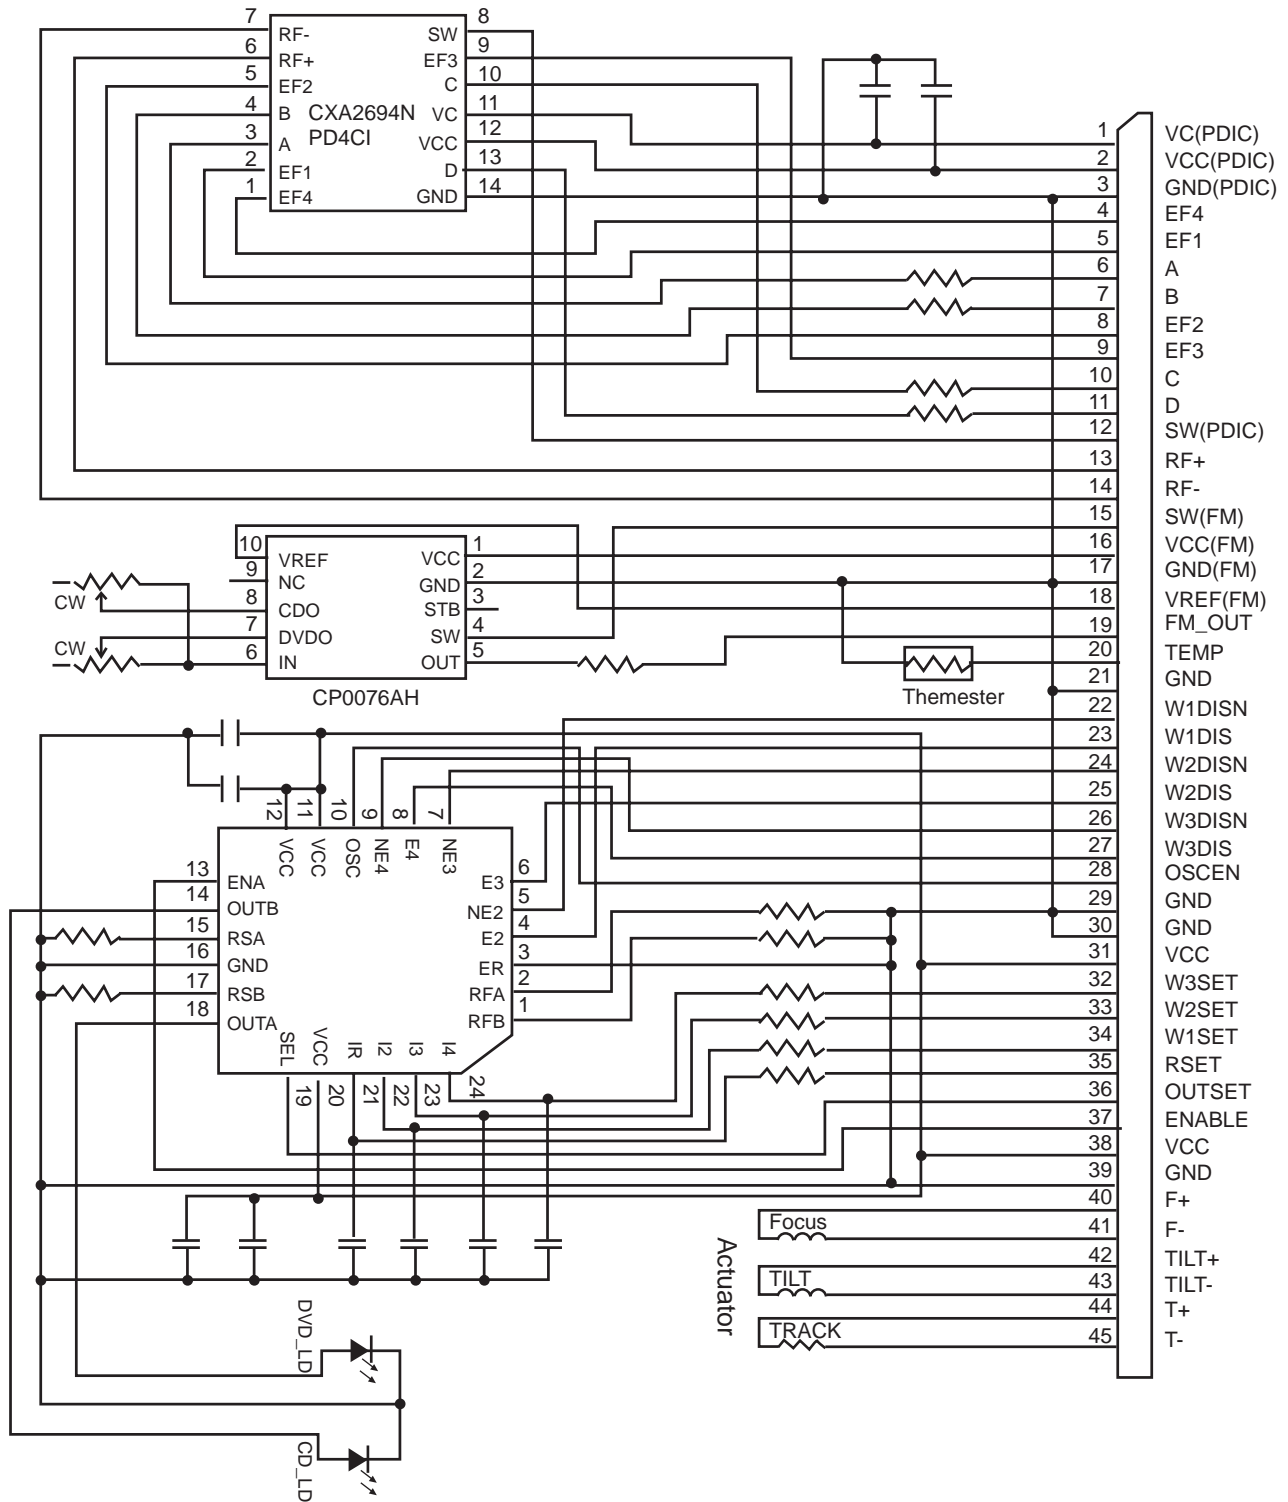 7 RF- SW 8
6 RF+ EF3 9
5 EF2 C 10
4 B CXA2694N VC 11
3 A PD4CI VCC 12
2 EF1 D 13
1 EF4 GND 14
1 VC(PDIC)
2 VCC(PDIC)
3 GND(PDIC)
4 EF4
5 EF1
6 A
7 B
8 EF2
9 EF3
10 C
11 D
12 SW(PDIC)
13 RF+
14 RF-
15 SW(FM)
16 VCC(FM)
17 GND(FM)
18 VREF(FM)
19 FM_OUT
20 TEMP
21 GND
22 W1DISN
23 W1DIS
24 W2DISN
25 W2DIS
26 W3DISN
27 W3DIS
28 OSCEN
29 GND
30 GND
31 VCC
32 W3SET
33 W2SET
34 W1SET
35 RSET
36 OUTSET
37 ENABLE
38 VCC
39 GND
40 F+
41 F-
42 TILT+
43 TILT-
44 T+
45 T-
10 VREF VCC 1
9 NC GND 2
CW 8 CDO STB 3
CW 7 DVDO SW 4
6 IN OUT 5
CP0076AH
Themester
12 11 10 9 8 7
VCC VCC OSC NE4 E4 NE3
13 ENA E3 6
14 OUTB NE2 5
15 RSA E2 4
16 GND ER 3
17 RSB RFA 2
18 OUTA RFB 1
SEL VCC IR I2 I3 I4
19 20 21 22 23 24
Actuator
Focus
TILT
TRACK
DVD_LD
CD_LD